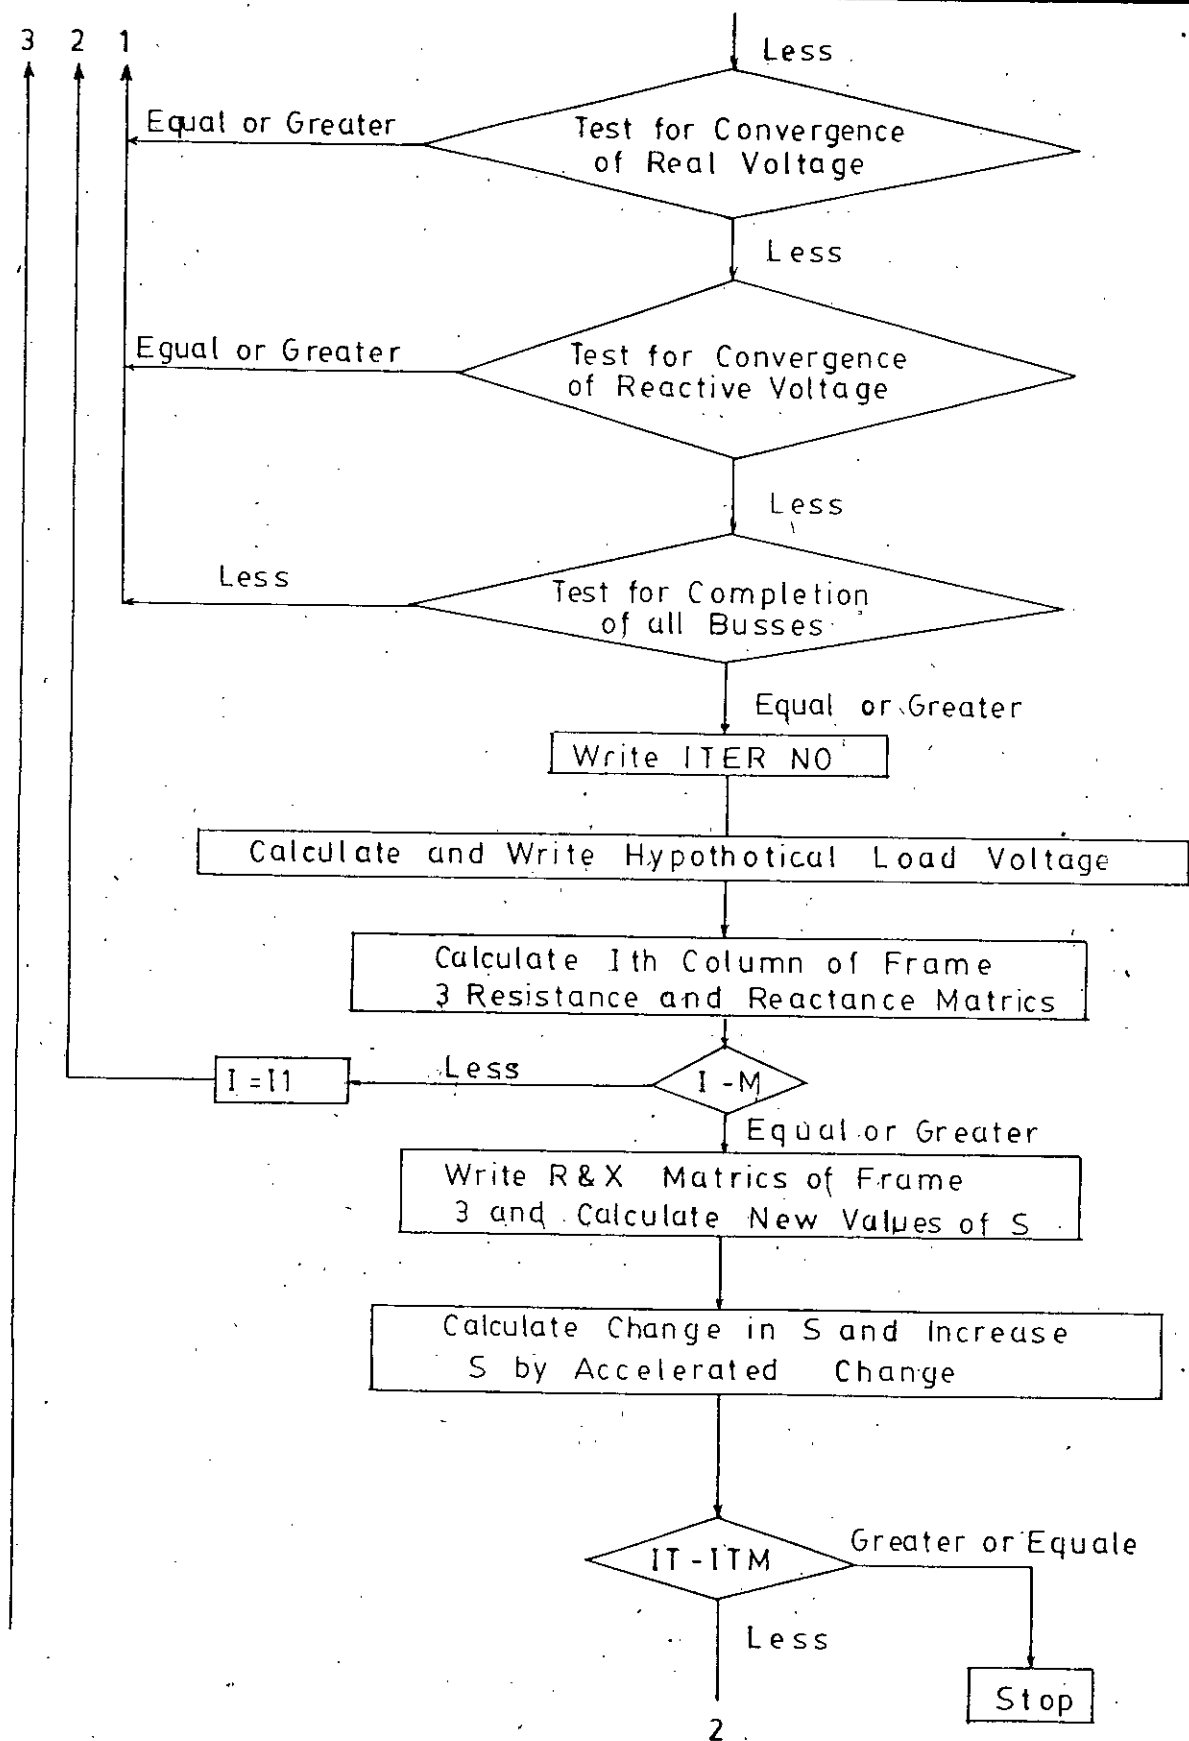 3 2 1
Less
Equal or Greater
Test for Convergence
of Real Voltage
Less
Egual or Greater
Test for Convergence
of Reactive Voltage
Less
Less
Test for Completion
of all Busses
Equal or Greater
Write ITER NO
Calculate and Write Hypothotical Load Voltage
Calculate Ith Column of Frame
3 Resistance and Reactance Matrics
I = I1
Less
I - M
Equal or Greater
Write R & X Matrics of Frame
3 and Calculate New Values of S
Calculate Change in S and Increase
S by Accelerated Change
IT - ITM
Greater or Equale
Less
Stop
2